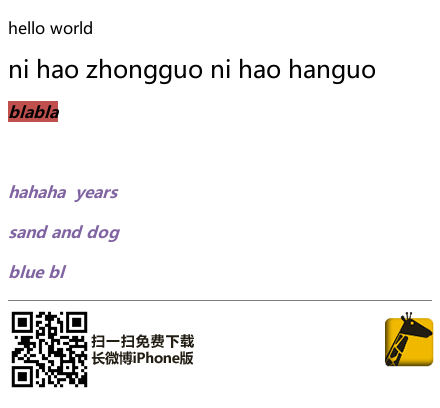 hello world
ni hao zhongguo ni hao hanguo
blabla
hahaha  years
sand and dog
blue bl
扫一扫免费下载
长微博iPhone版